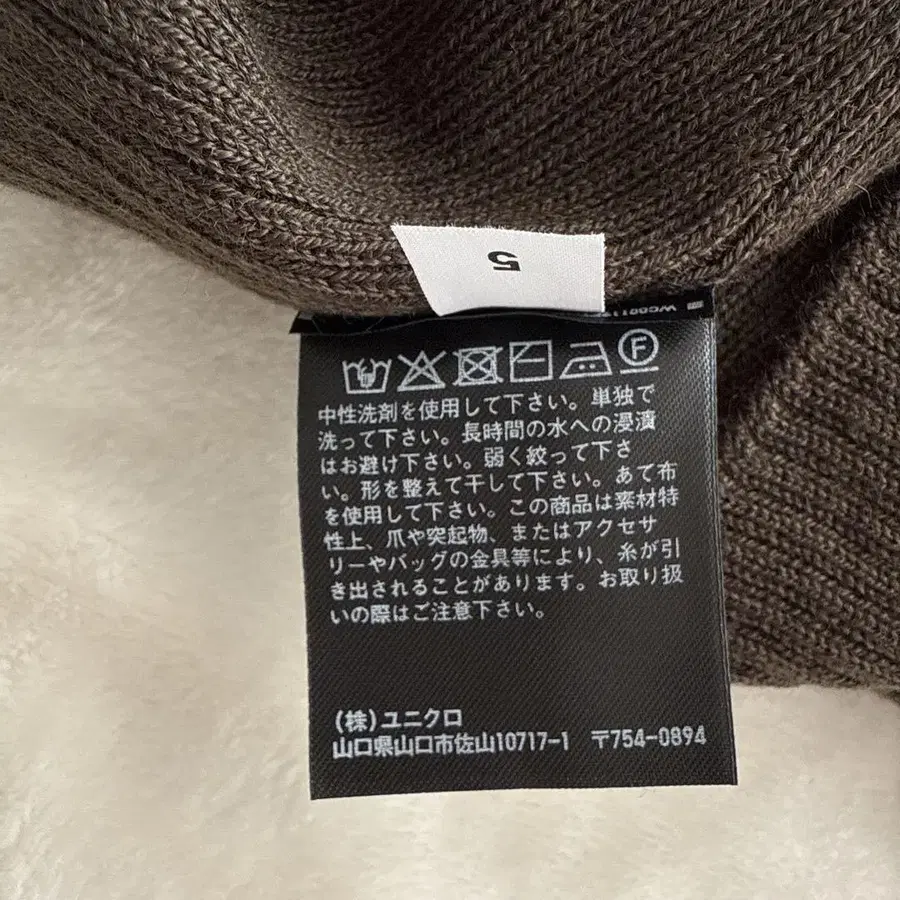 5
中性洗剤を使用して下さい。単独で
洗って下さい。長時間の水への浸漬
はお避け下さい。弱く絞って下さ
い。形を整えて干して下さい。あて布
を使用して下さい。この商品は素材特
性上、爪や突起物、またはアクセサ
リーやバッグの金具等により、糸が引
き出されることがあります。お取り扱
いの際はご注意下さい。
(株)ユニクロ
山口県山口市佐山10717-1 〒754-0894